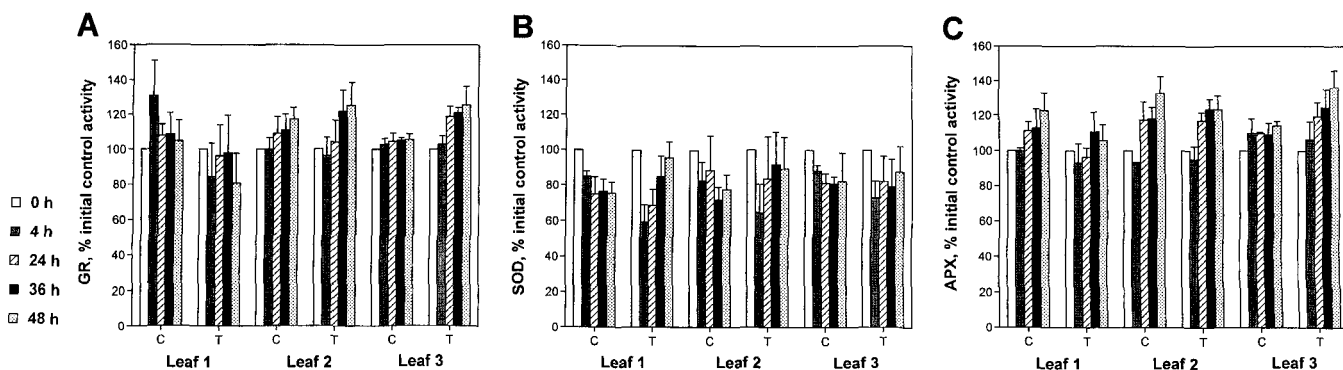 A
B
C
GR, % initial control activity
160
140
120
100
80
60
40
20
0
C T C T C T
Leaf 1 Leaf 2 Leaf 3
SOD, % initial control activity
160
140
120
100
80
60
40
20
0
C T C T C T
Leaf 1 Leaf 2 Leaf 3
APX, % initial control activity
160
140
120
100
80
60
40
20
0
C T C T C T
Leaf 1 Leaf 2 Leaf 3
0 h
4 h
24 h
36 h
48 h